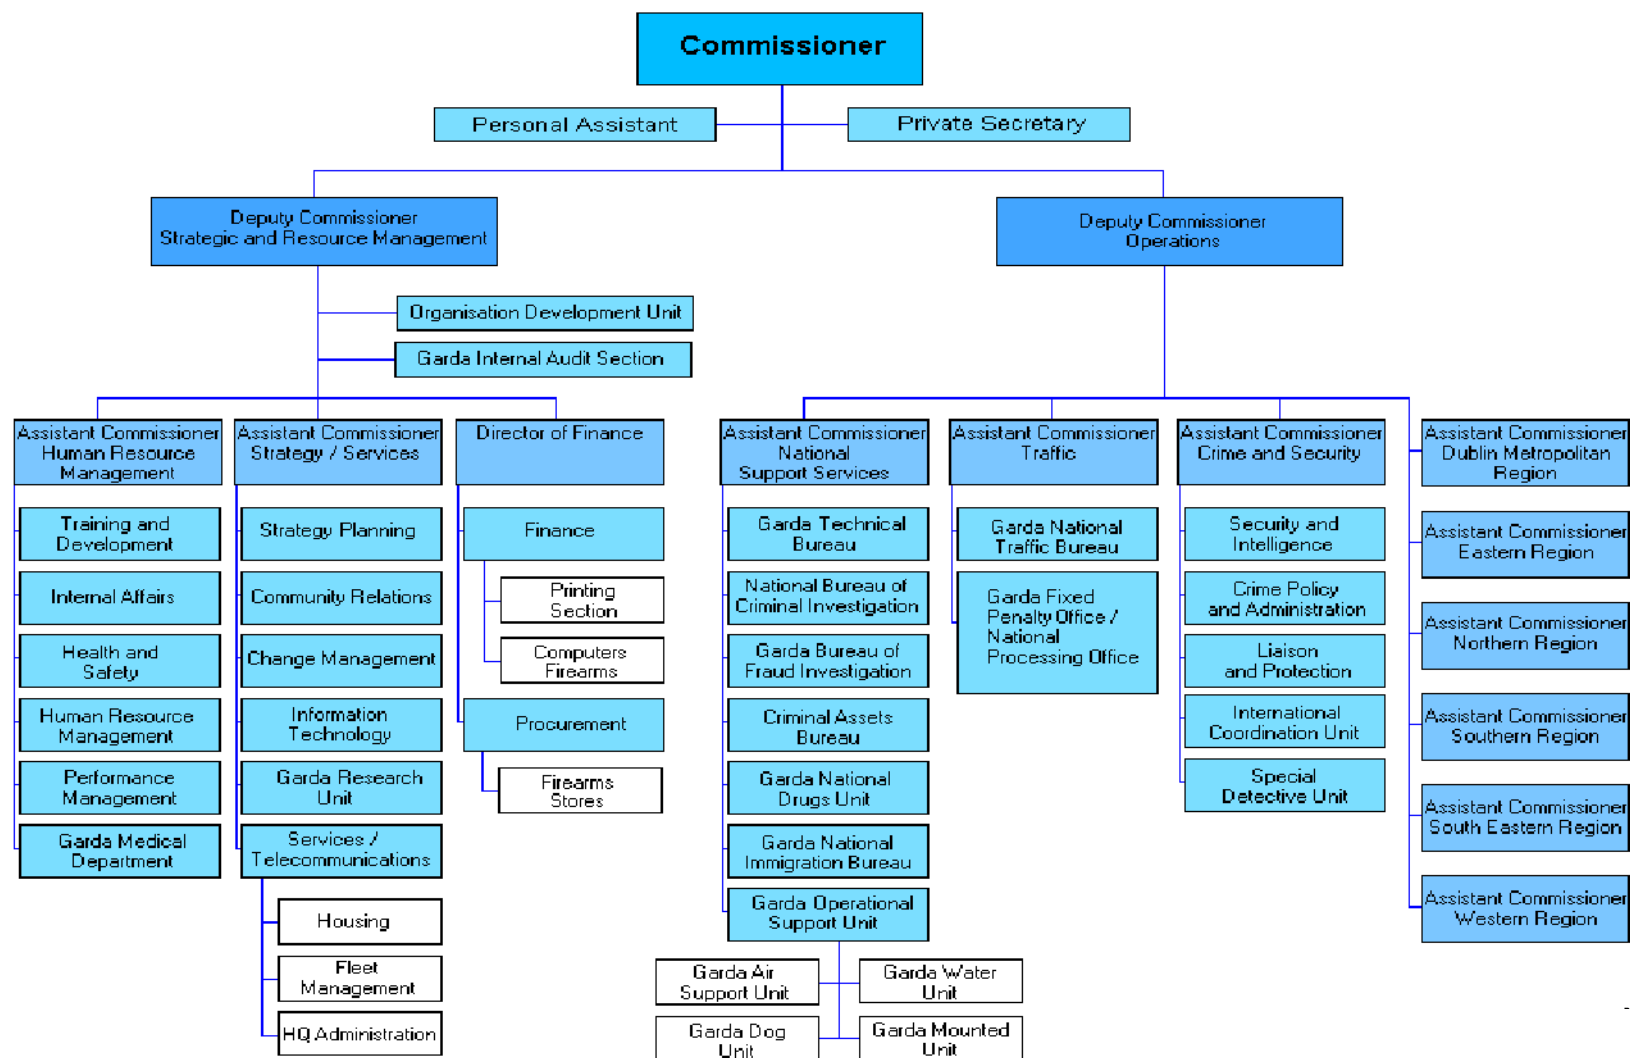 Commissioner
Personal Assistant
Private Secretary
Deputy Commissioner
Strategic and Resource Management
Deputy Commissioner
Operations
Organisation Development Unit
Garda Internal Audit Section
Assistant Commissioner
Human Resource
Management
Training and
Development
Internal Affairs
Health and
Safety
Human Resource
Management
Performance
Management
Garda Medical
Department
Assistant Commissioner
Strategy / Services
Strategy Planning
Community Relations
Change Management
Information
Technology
Garda Research
Unit
Services /
Telecommunications
Housing
Fleet
Management
HQ Administration
Director of Finance
Finance
Printing
Section
Computers
Firearms
Procurement
Firearms
Stores
Assistant Commissioner
National
Support Services
Garda Technical
Bureau
National Bureau of
Criminal Investigation
Garda Bureau of
Fraud Investigation
Criminal Assets
Bureau
Garda National
Drugs Unit
Garda National
Immigration Bureau
Garda Operational
Support Unit
Garda Air
Support Unit
Garda Water
Unit
Garda Dog
Unit
Garda Mounted
Unit
Assistant Commissioner
Traffic
Garda National
Traffic Bureau
Garda Fixed
Penalty Office /
National
Processing Office
Assistant Commissioner
Crime and Security
Security and
Intelligence
Crime Policy
and Administration
Liaison
and Protection
International
Coordination Unit
Special
Detective Unit
Assistant Commissioner
Dublin Metropolitan
Region
Assistant Commissioner
Eastern Region
Assistant Commissioner
Northern Region
Assistant Commissioner
Southern Region
Assistant Commissioner
South Eastern Region
Assistant Commissioner
Western Region